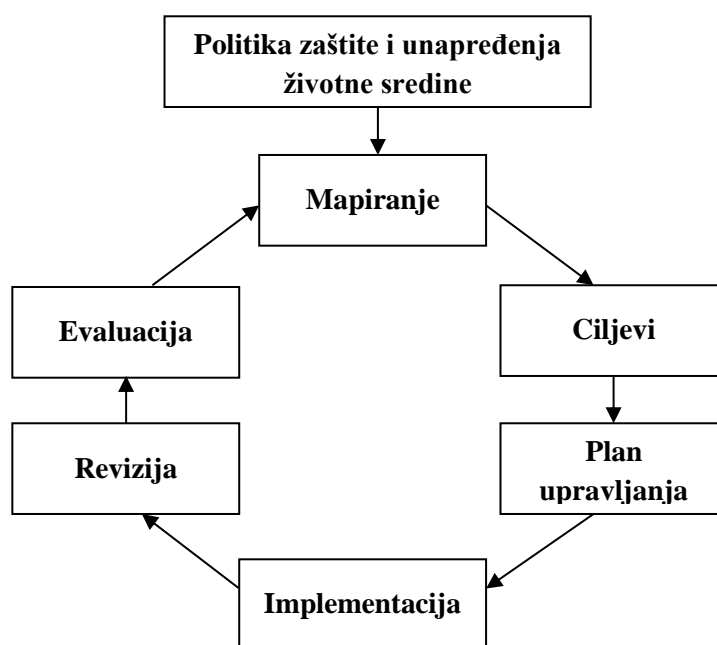 Politika zaštite i unapređenja
životne sredine
Mapiranje
Evaluacija
Ciljevi
Revizija
Plan
upravljanja
Implementacija